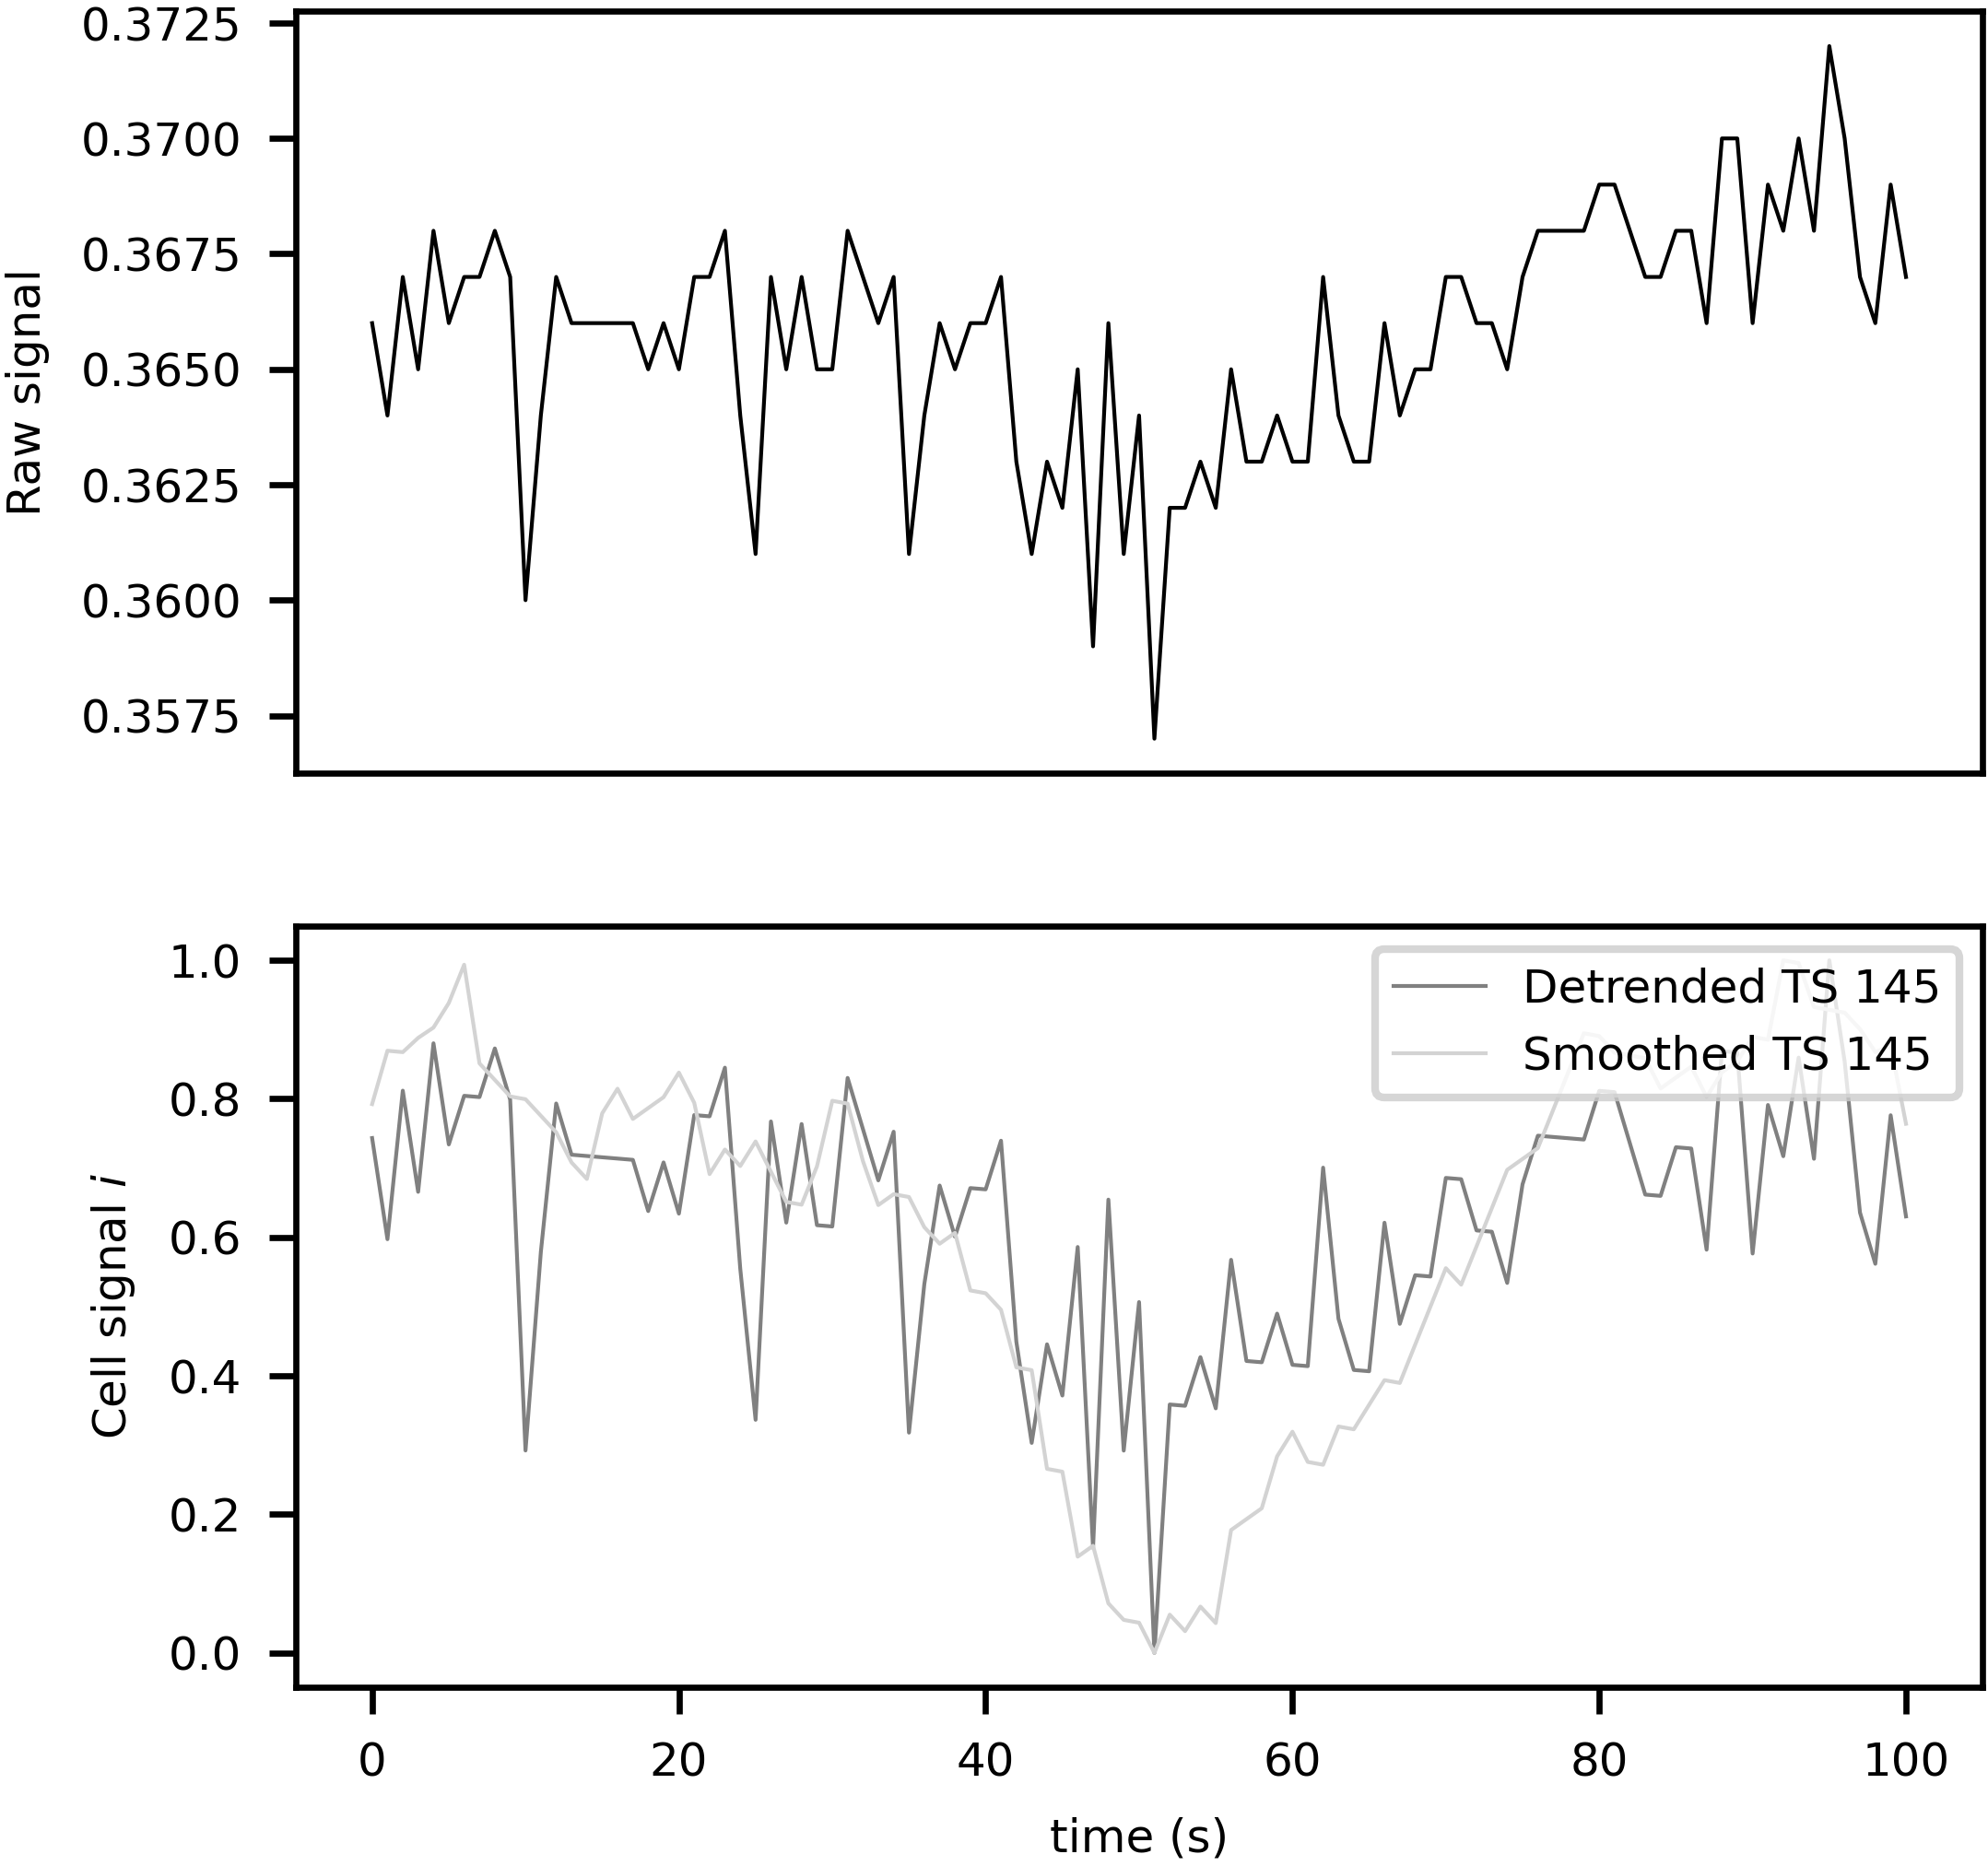 0.3725
0.3700
0.3675
0.3650
0.3625
0.3600
0.3575
Raw signal
1.0
0.8
0.6
0.4
0.2
0.0
Cell signal i
Detrended TS 145
Smoothed TS 145
0 20 40 60 80 100
time (s)